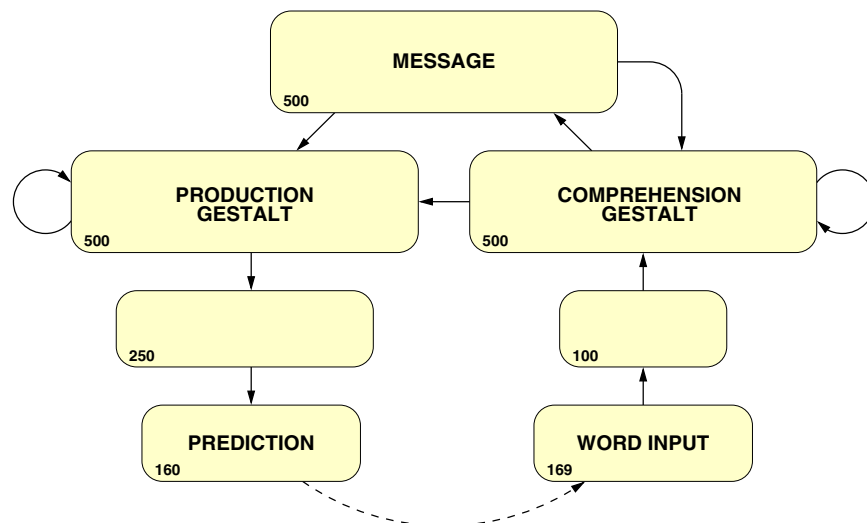 MESSAGE
500
PRODUCTION
GESTALT
500
COMPREHENSION
GESTALT
500
250
100
PREDICTION
160
WORD INPUT
169